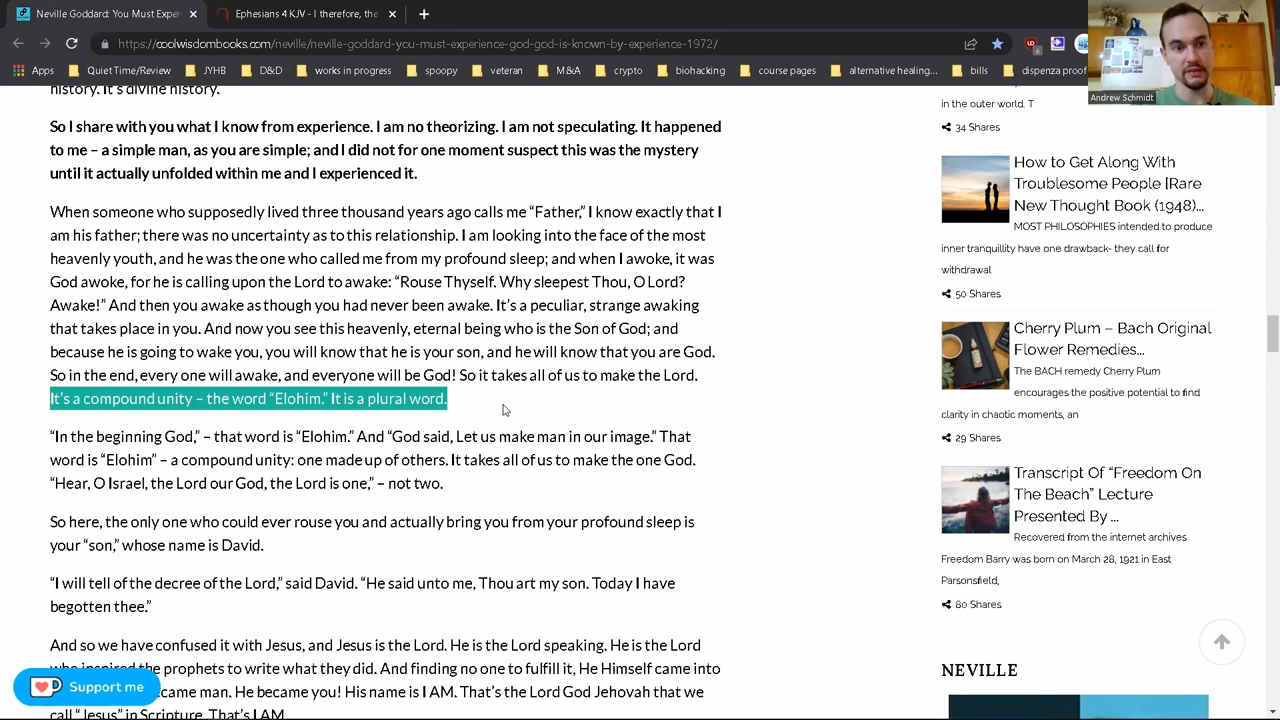 Neville Goddard: You Must Exper
Ephesians 4 KJV - I therefore, the
https://coolwisdombooks.com/neville/neville-goddard-you-must-experience-god-god-is-known-by-experience-1972/
Apps
Quiet Time/Review
JYHB
D&D
works in progress
skrippy
veteran
M&A
crypto
biohacking
course pages
bills
dispenza proof
Andrew Schmidt
history. It's divine history.
So I share with you what I know from experience. I am no theorizing. I am not speculating. It happened
to me – a simple man, as you are simple; and I did not for one moment suspect this was the mystery
until it actually unfolded within me and I experienced it.
When someone who supposedly lived three thousand years ago calls me “Father,” I know exactly that I
am his father; there was no uncertainty as to this relationship. I am looking into the face of the most
heavenly youth, and he was the one who called me from my profound sleep; and when I awoke, it was
God awoke, for he is calling upon the Lord to awake: “Rouse Thyself. Why sleepest Thou, O Lord?
Awake!” And then you awake as though you had never been awake. It's a peculiar, strange awaking
that takes place in you. And now you see this heavenly, eternal being who is the Son of God; and
because he is going to wake you, you will know that he is your son, and he will know that you are God.
So in the end, every one will awake, and everyone will be God! So it takes all of us to make the Lord.
It's a compound unity – the word “Elohim.” It is a plural word.
“In the beginning God,” – that word is “Elohim.” And “God said, Let us make man in our image.” That
word is “Elohim” – a compound unity: one made up of others. It takes all of us to make the one God.
“Hear, O Israel, the Lord our God, the Lord is one,” – not two.
So here, the only one who could ever rouse you and actually bring you from your profound sleep is
your “son,” whose name is David.
“I will tell of the decree of the Lord,” said David. “He said unto me, Thou art my son. Today I have
begotten thee.”
And so we have confused it with Jesus, and Jesus is the Lord. He is the Lord speaking. He is the Lord
who inspired the prophets to write what they did. And finding no one to fulfill it, He Himself came into
came man. He became you! His name is I AM. That's the Lord God Jehovah that we
call “Jesus” in Scripture. That's I AM.
Support me
in the outer world. T
34 Shares
How to Get Along With
Troublesome People [Rare
New Thought Book (1948)...
MOST PHILOSOPHIES intended to produce
inner tranquillity have one drawback- they call for
withdrawal
50 Shares
Cherry Plum – Bach Original
Flower Remedies...
The BACH remedy Cherry Plum
encourages the positive potential to find
clarity in chaotic moments, an
29 Shares
Transcript Of “Freedom On
The Beach” Lecture
Presented By ...
Recovered from the internet archives
Freedom Barry was born on March 28, 1921 in East
Parsonsfield,
80 Shares
NEVILLE